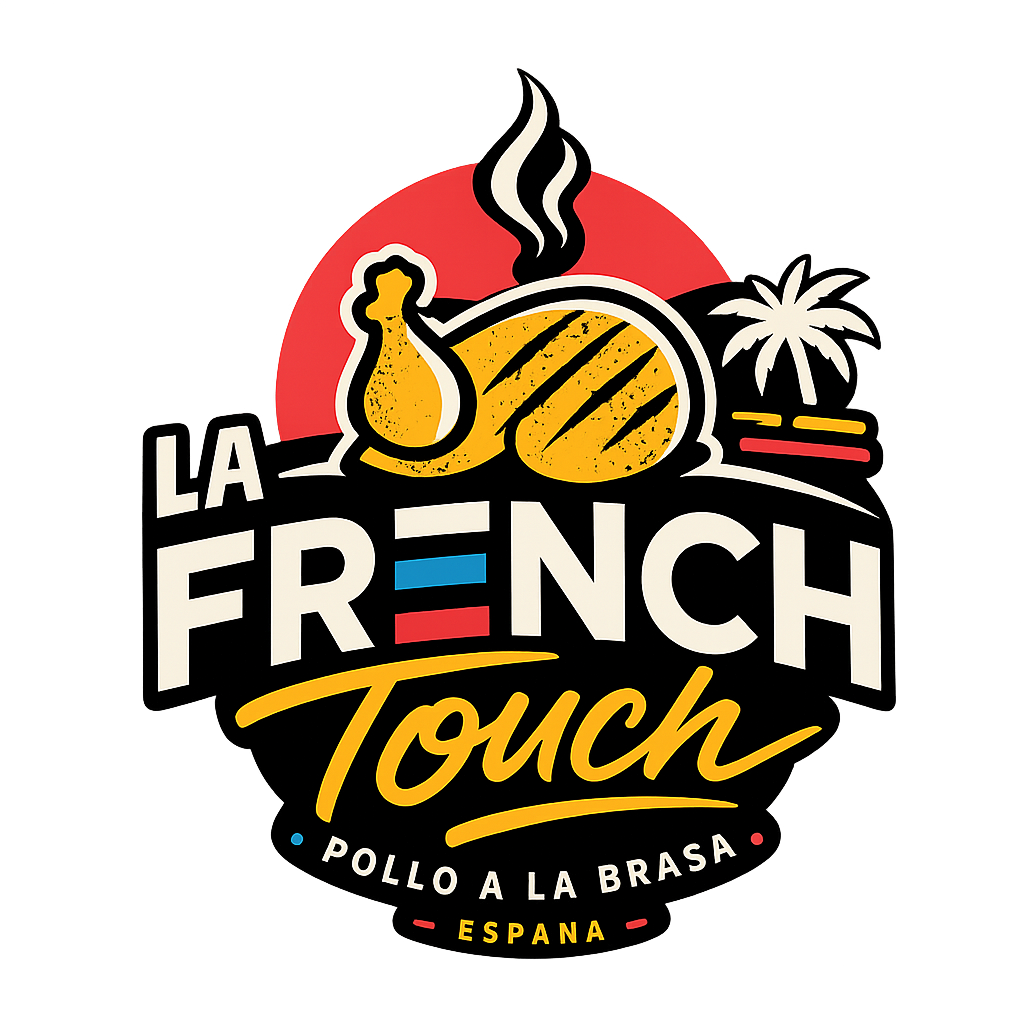 LA
FRENCH
Touch
• POLLO A LA BRASA •
- ESPANA -